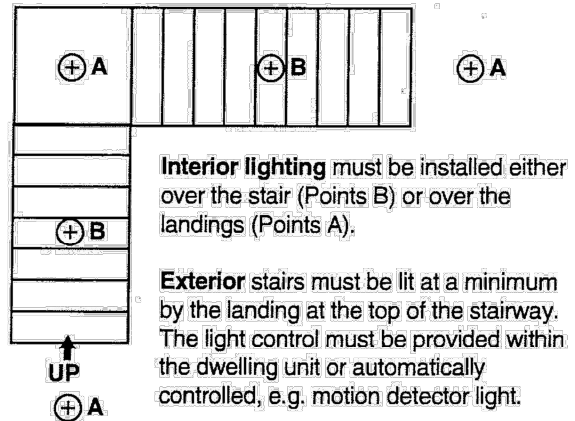 A
B
A
Interior lighting must be installed either
over the stair (Points B) or over the
landings (Points A).
B
Exterior stairs must be lit at a minimum
by the landing at the top of the stairway.
The light control must be provided within
the dwelling unit or automatically
controlled, e.g. motion detector light.
UP
A